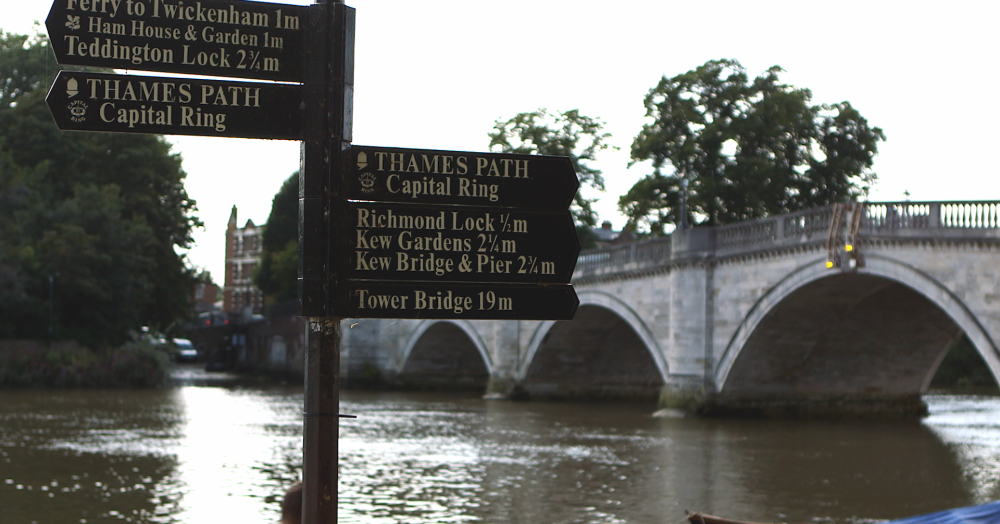 Ferry to Twickenham 1m
Ham House & Garden 1m
Teddington Lock 2¾m
THAMES PATH
Capital Ring
THAMES PATH
Capital Ring
Richmond Lock ½m
Kew Gardens 2¼m
Kew Bridge & Pier 2¾m
Tower Bridge 19m